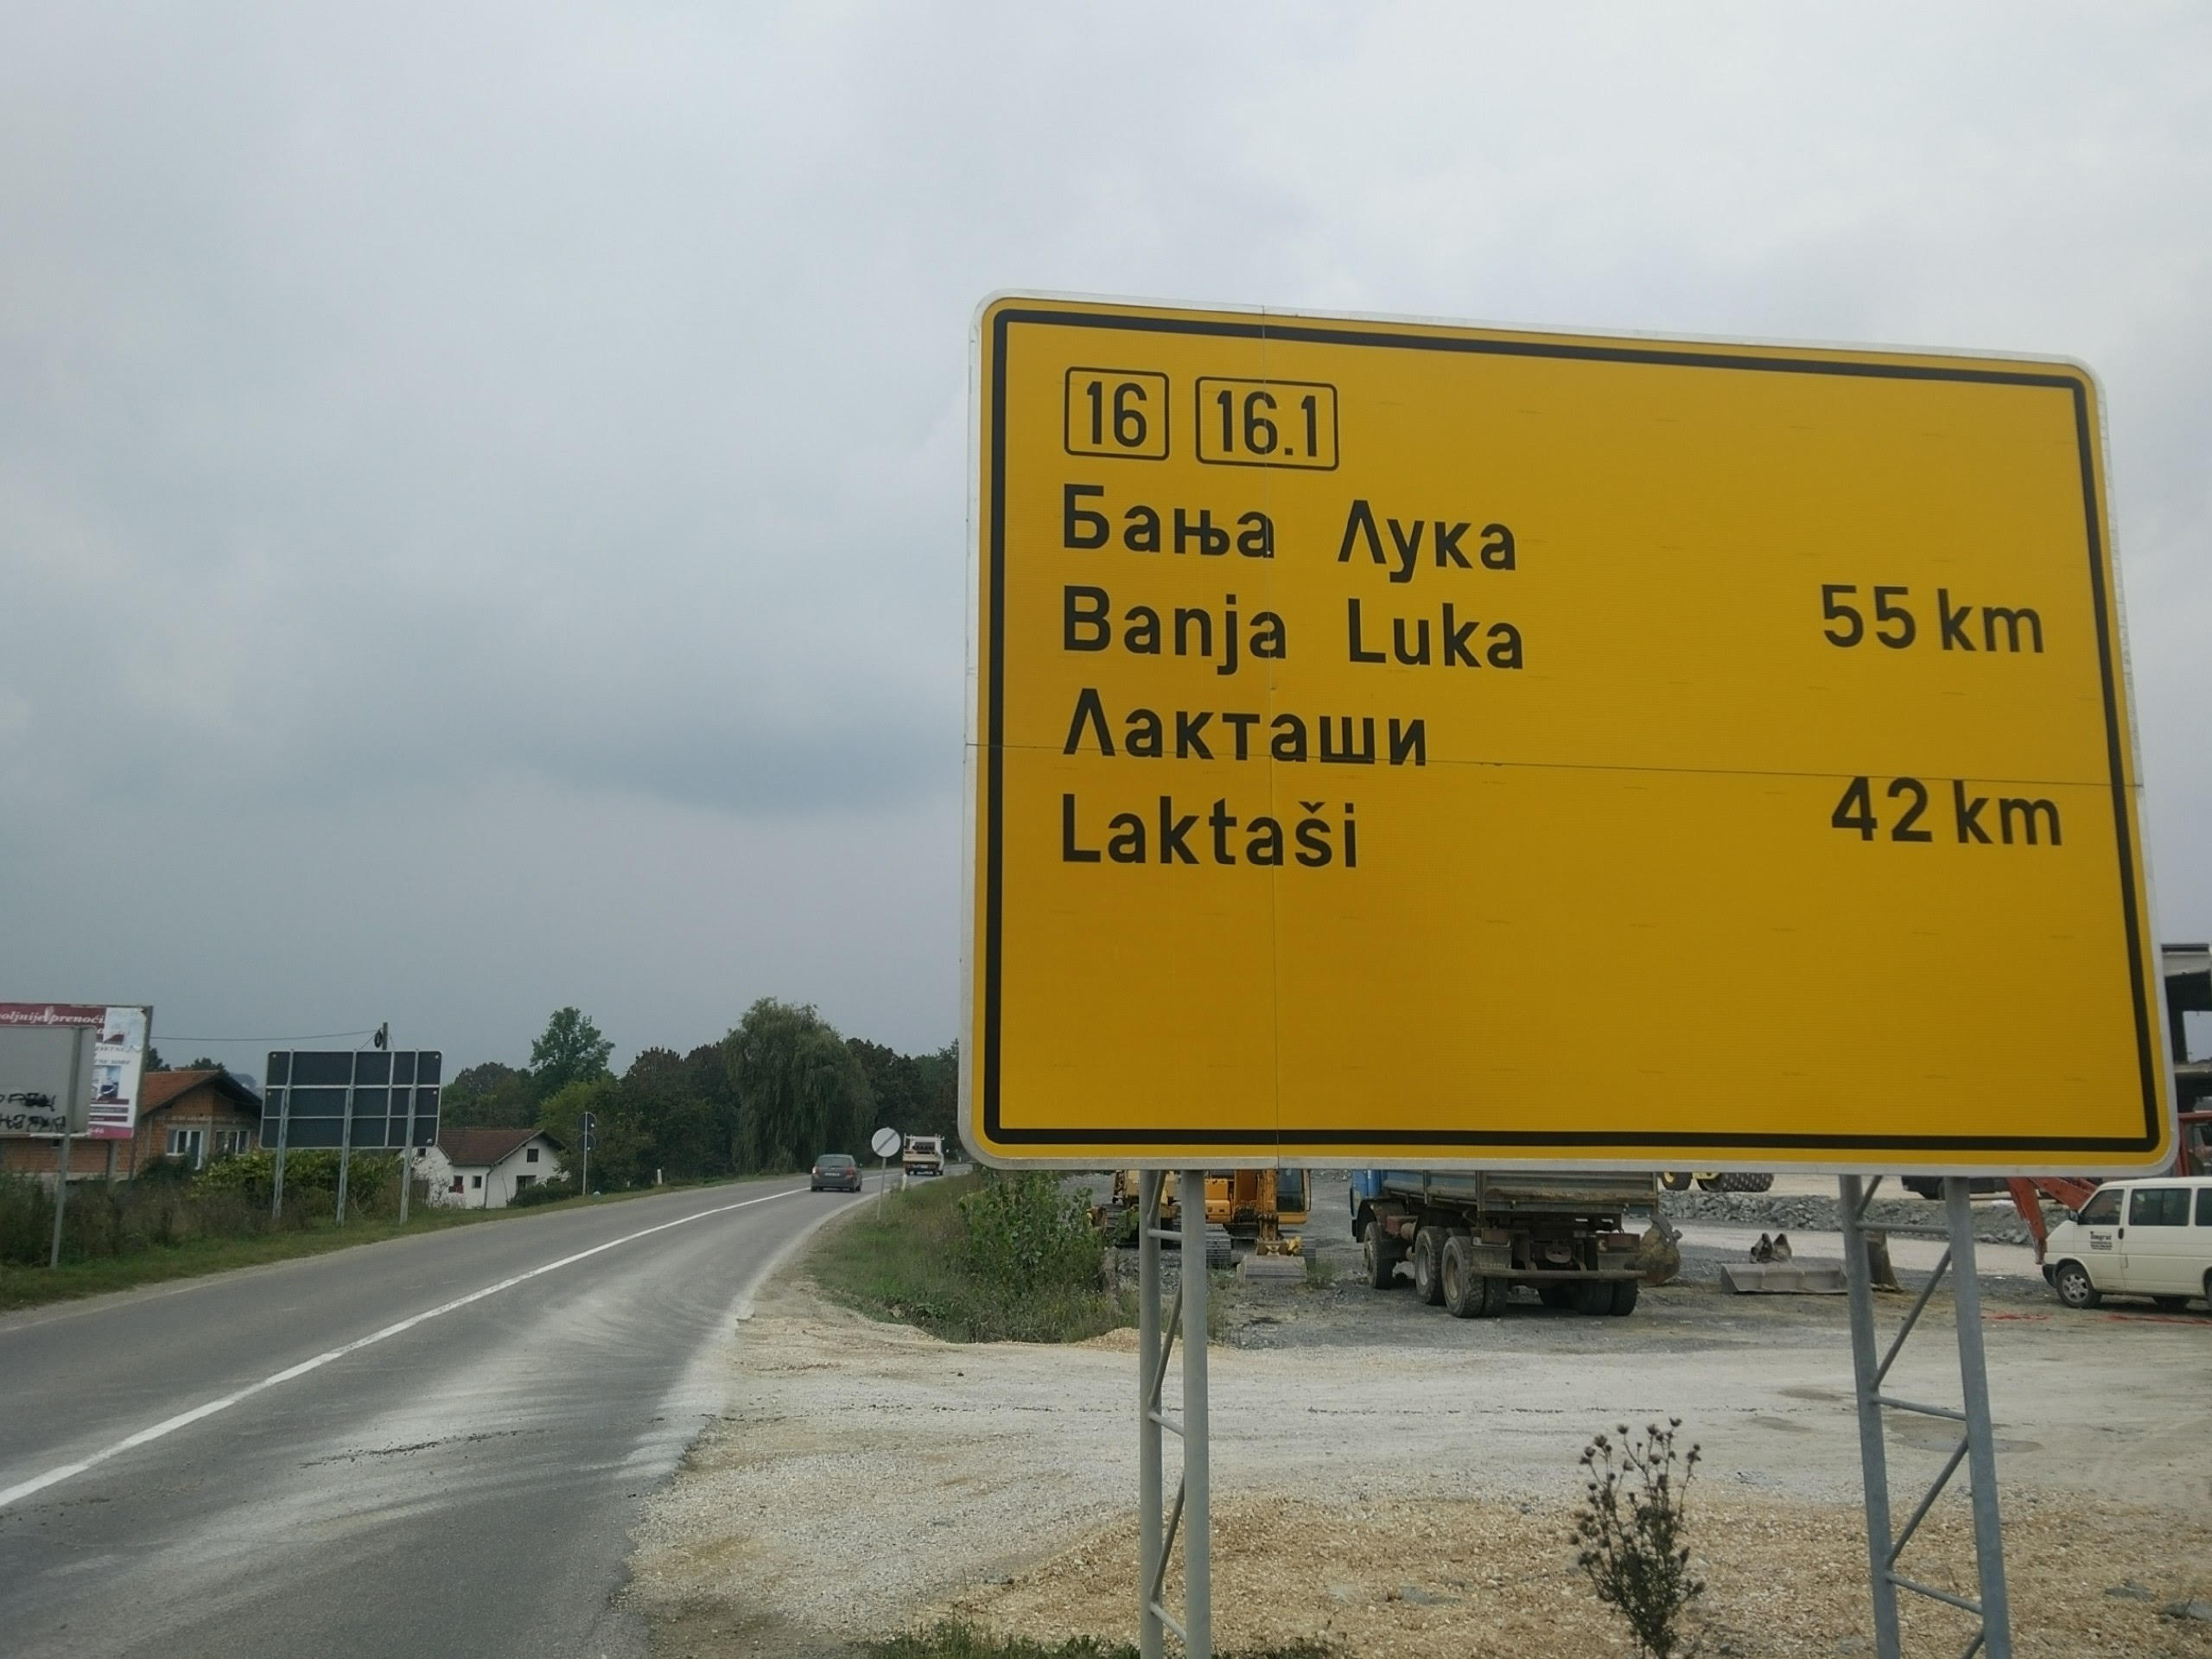 16 16.1
Бања Лука
Banja Luka 55 km
Лакташи
Laktaši 42 km